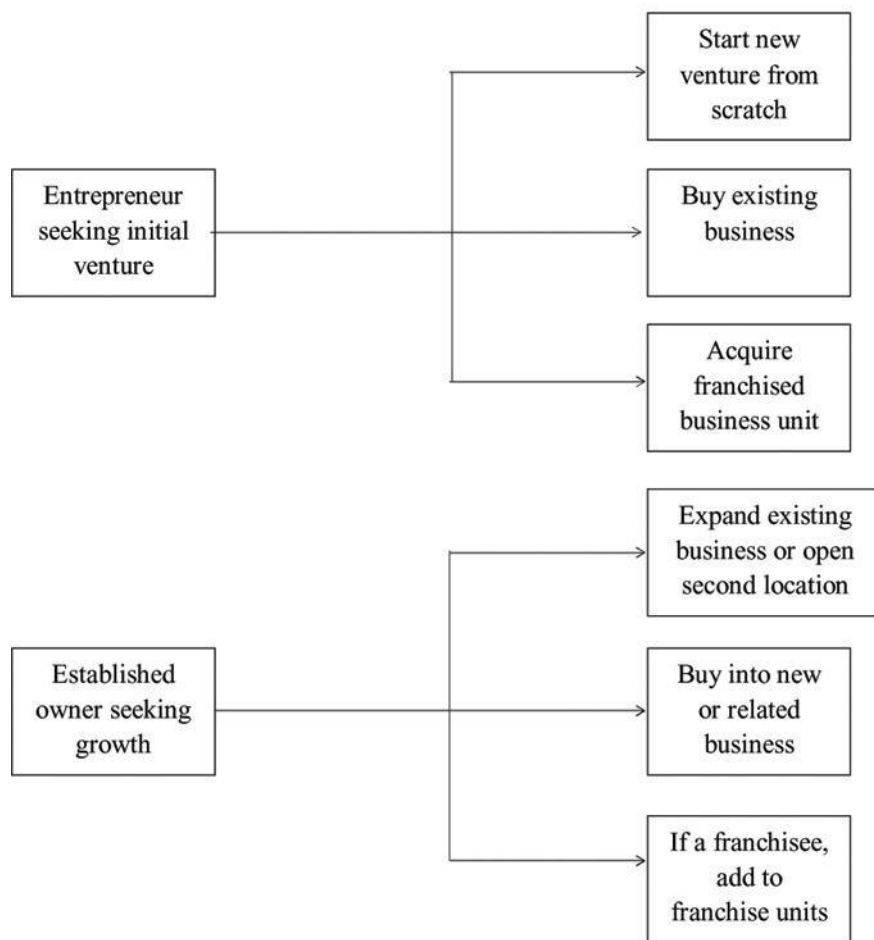 Start new
venture from
scratch
Entrepreneur
seeking initial
venture
Buy existing
business
Acquire
franchised
business unit
Expand existing
business or open
second location
Established
owner seeking
growth
Buy into new
or related
business
If a franchisee,
add to
franchise units